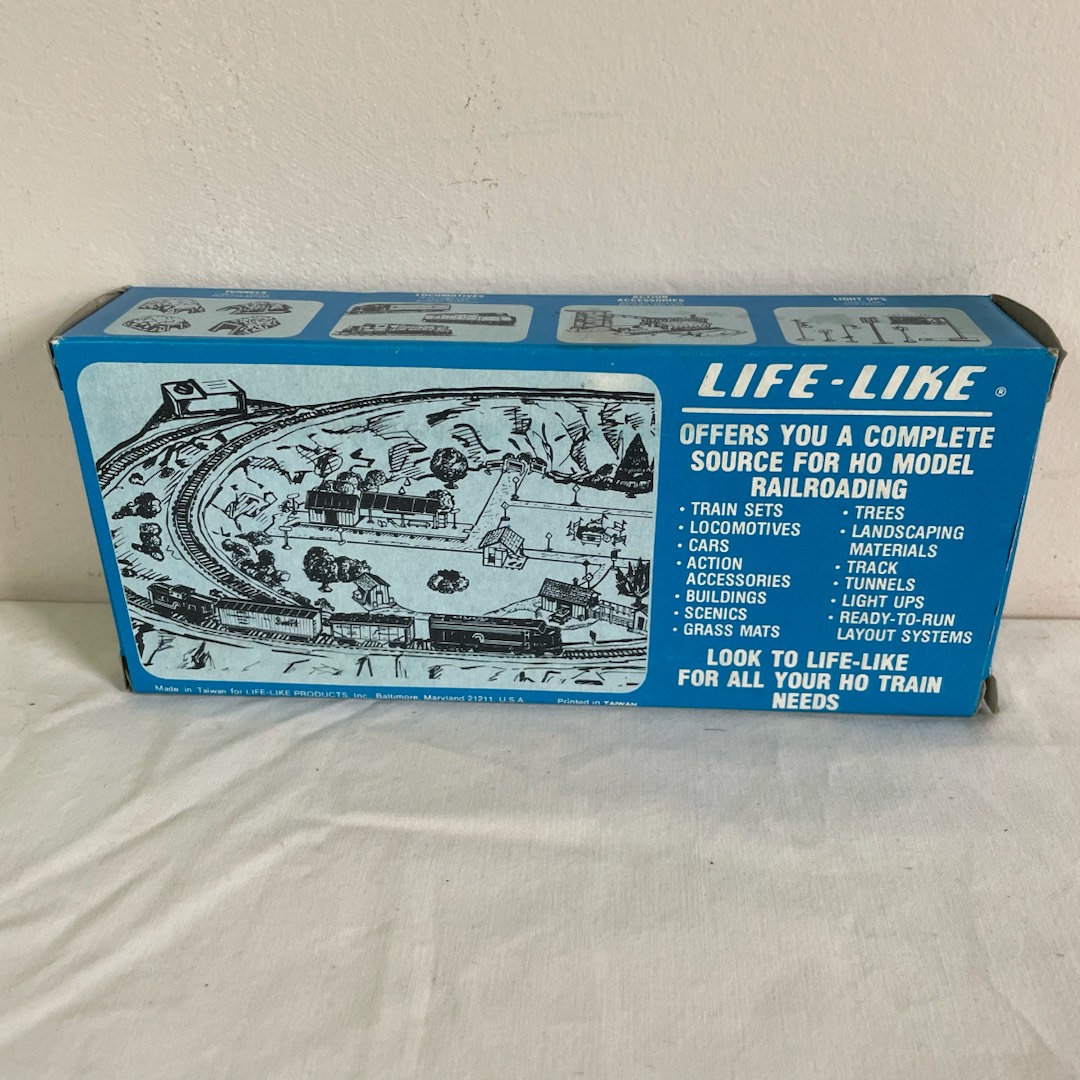 TUNNELS
LOCOMOTIVES
ACTION
ACCESSORIES
LIGHT UPS
LIFE-LIKE ®
OFFERS YOU A COMPLETE
SOURCE FOR HO MODEL
RAILROADING
• TRAIN SETS
• LOCOMOTIVES
• CARS
• ACTION
ACCESSORIES
• BUILDINGS
• SCENICS
• GRASS MATS
• TREES
• LANDSCAPING
MATERIALS
• TRACK
• TUNNELS
• LIGHT UPS
• READY-TO-RUN
LAYOUT SYSTEMS
LOOK TO LIFE-LIKE
FOR ALL YOUR HO TRAIN
NEEDS
Made in Taiwan for LIFE-LIKE PRODUCTS, Inc. Baltimore, Maryland 21211 U.S.A.
Printed in TAIWAN